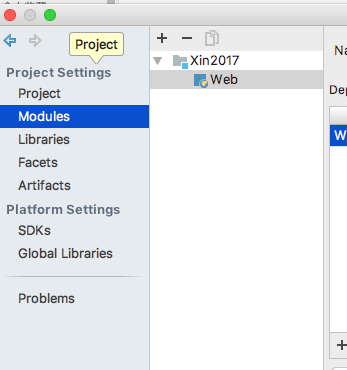 Project
Project Settings
Project
Modules
Libraries
Facets
Artifacts
Platform Settings
SDKs
Global Libraries
Problems
Xin2017
Web
Na
Dep
W